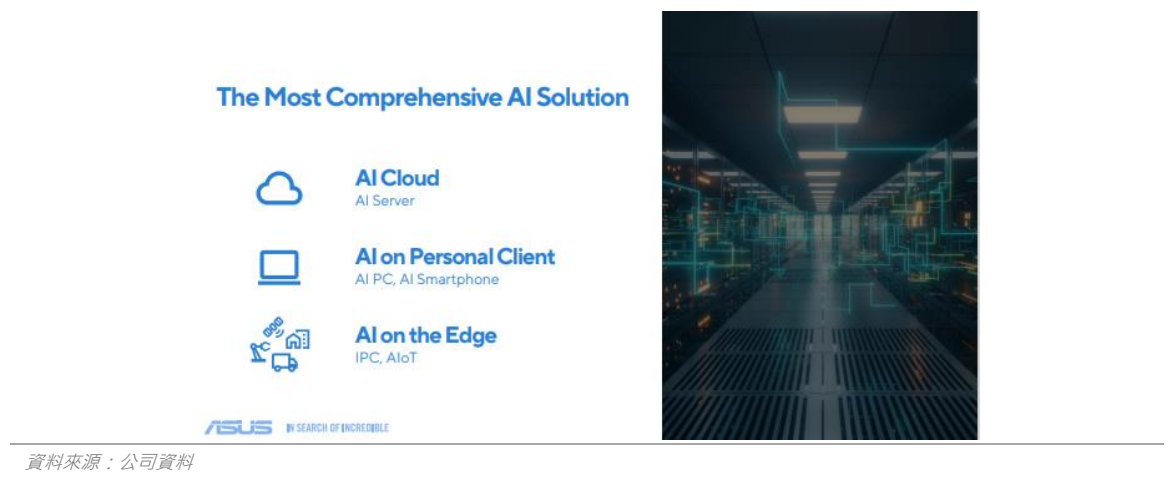 The Most Comprehensive AI Solution
AI Cloud
AI Server
AI on Personal Client
AI PC, AI Smartphone
AI on the Edge
IPC, AIoT
ASUS IN SEARCH OF INCREDIBLE
資料來源：公司資料